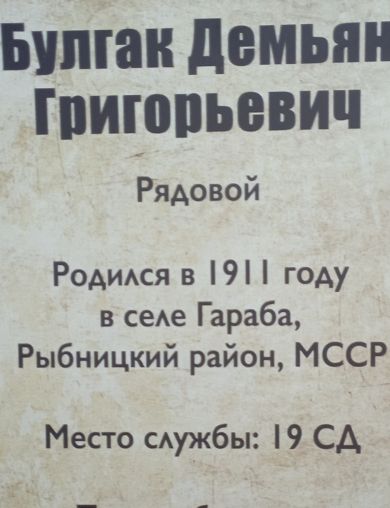 Булгак Демьян
Григорьевич
Рядовой
Родился в 1911 году
в селе Гараба,
Рыбницкий район, МССР
Место службы: 19 СД